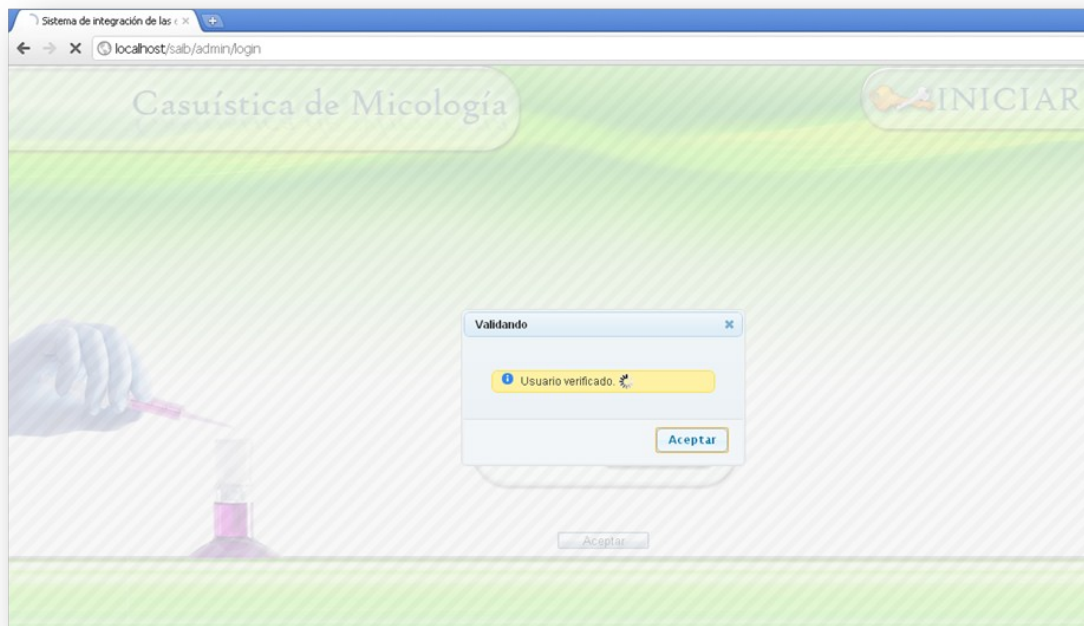 Sistema de integración de las
localhost/saib/admin/login
Casuística de Micología
INICIAR
Validando
Usuario verificado.
Aceptar
Aceptar